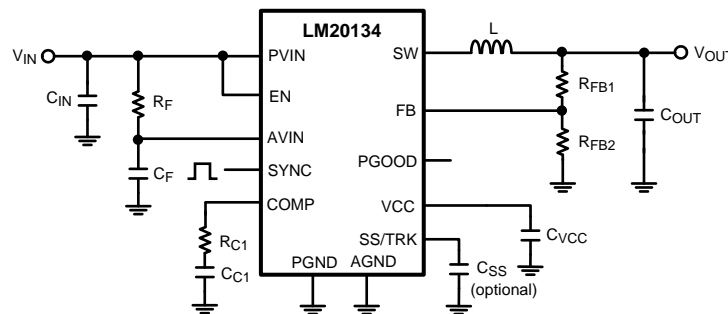 LM20134
VIN
PVIN
SW
L
VOUT
CIN
RF
EN
FB
RFB1
COUT
AVIN
RFB2
CF
SYNC
PGOOD
COMP
VCC
RC1
SS/TRK
CVCC
CC1
PGND
AGND
CSS
(optional)